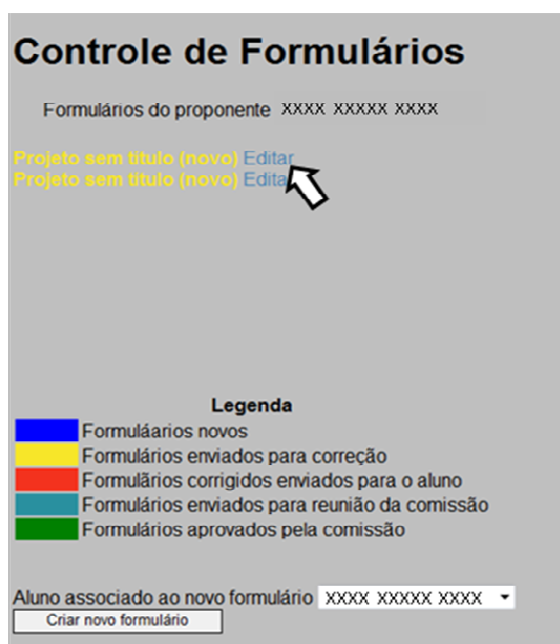 Controle de Formulários
Formulários do proponente XXXX XXXXX XXXX
Projeto sem titulo (novo) Editar
Projeto sem titulo (novo) Edita
Legenda
Formuláarios novos
Formulários enviados para correção
Formulãrios corrigidos enviados para o aluno
Formulários enviados para reunião da comissão
Formulários aprovados pela comissão
Aluno associado ao novo formulário XXXX XXXXX XXXX
Criar novo formulário